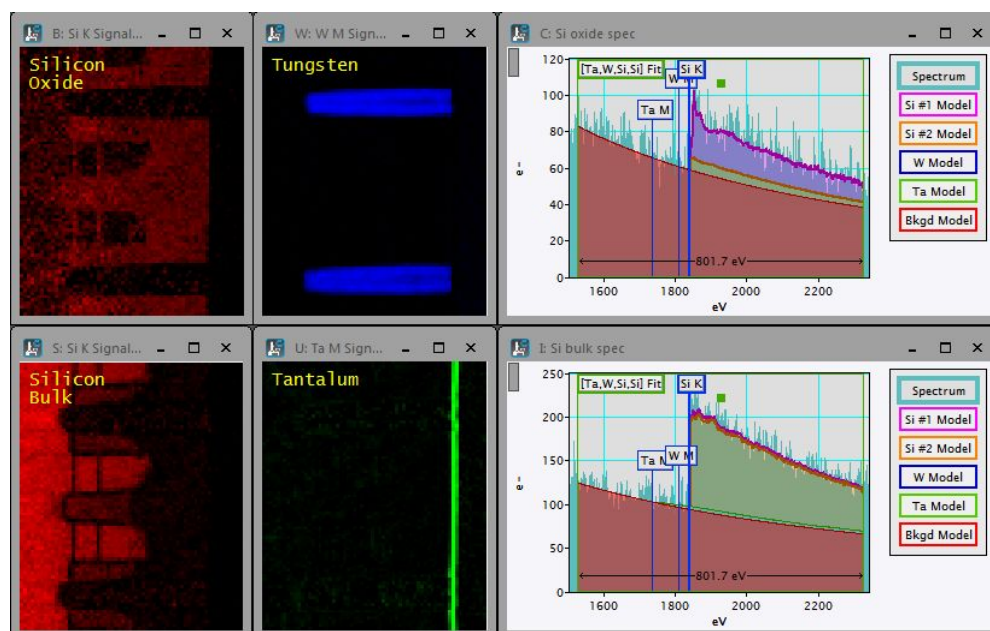 B: Si K Signal...
Silicon
Oxide
W: W M Sign...
Tungsten
C: Si oxide spec
120
100
80
60
40
20
0
e -
[Ta,W,Si,Si] Fit
W M
Si K
Ta M
801.7 eV
1600
1800
2000
2200
eV
Spectrum
Si #1 Model
Si #2 Model
W Model
Ta Model
Bkgd Model
S: Si K Signal...
Silicon
Bulk
U: Ta M Sign...
Tantalum
I: Si bulk spec
250
200
150
100
50
0
e -
[Ta,W,Si,Si] Fit
Si K
Ta M
W M
801.7 eV
1600
1800
2000
2200
eV
Spectrum
Si #1 Model
Si #2 Model
W Model
Ta Model
Bkgd Model